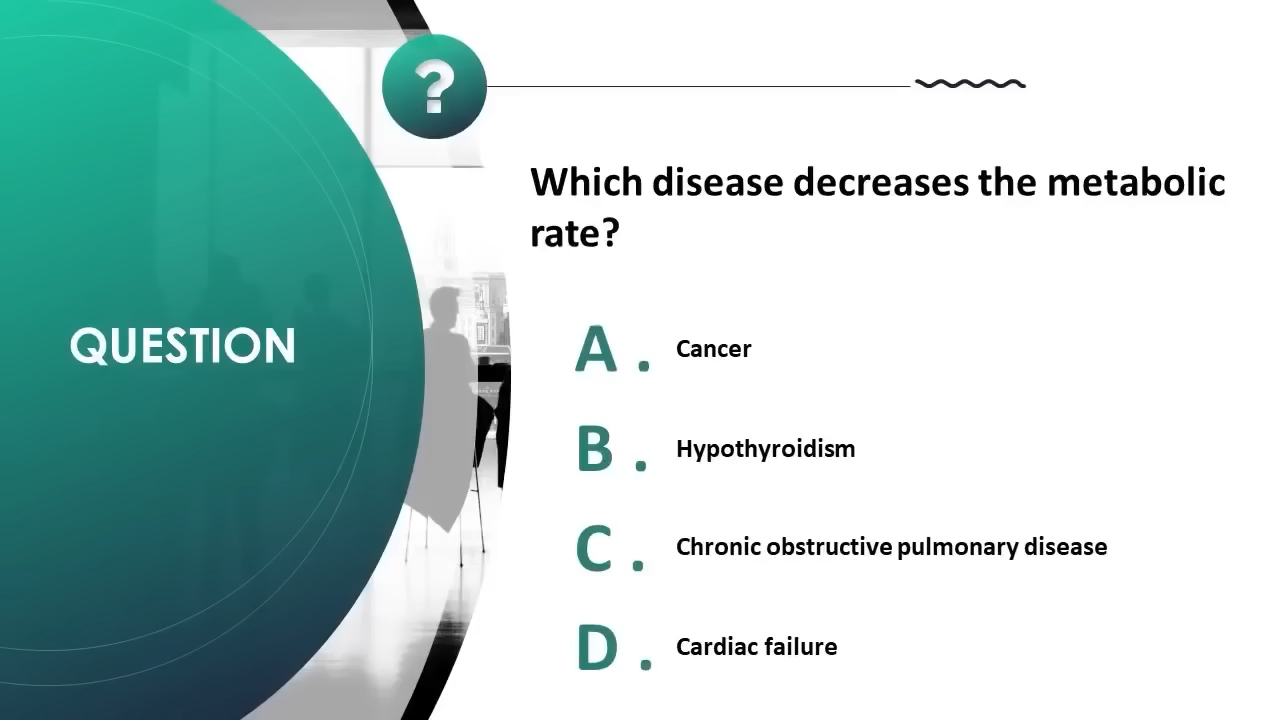 ?
QUESTION
Which disease decreases the metabolic
rate?
A . Cancer
B . Hypothyroidism
C . Chronic obstructive pulmonary disease
D . Cardiac failure